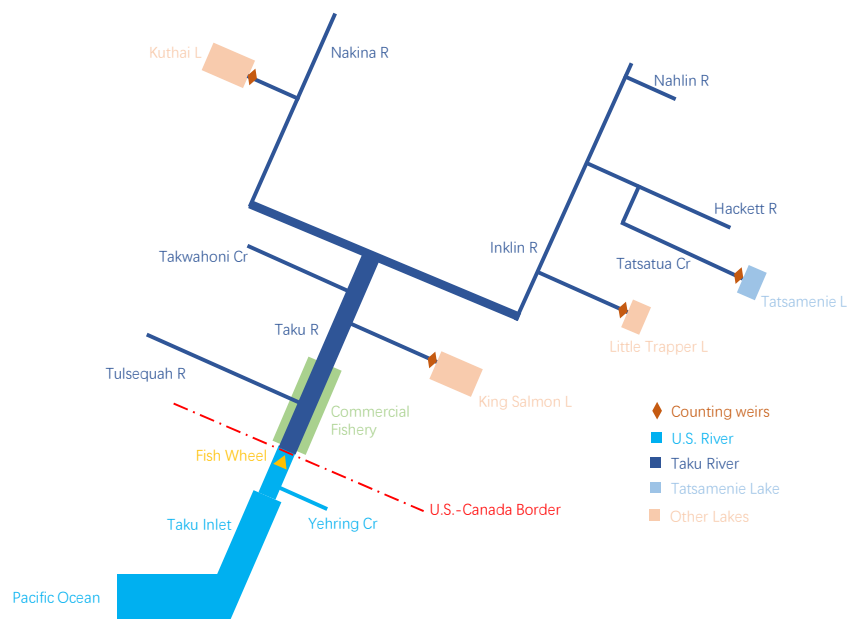 Kuthai L
Nakina R
Nahlin R
Hackett R
Inklin R
Takwahoni Cr
Tatsatua Cr
Tatsamenie L
Taku R
Little Trapper L
Tulsequah R
King Salmon L
Commercial
Fishery
Counting weirs
U.S. River
Fish Wheel
Taku River
Tatsamenie Lake
U.S.-Canada Border
Other Lakes
Taku Inlet
Yehring Cr
Pacific Ocean